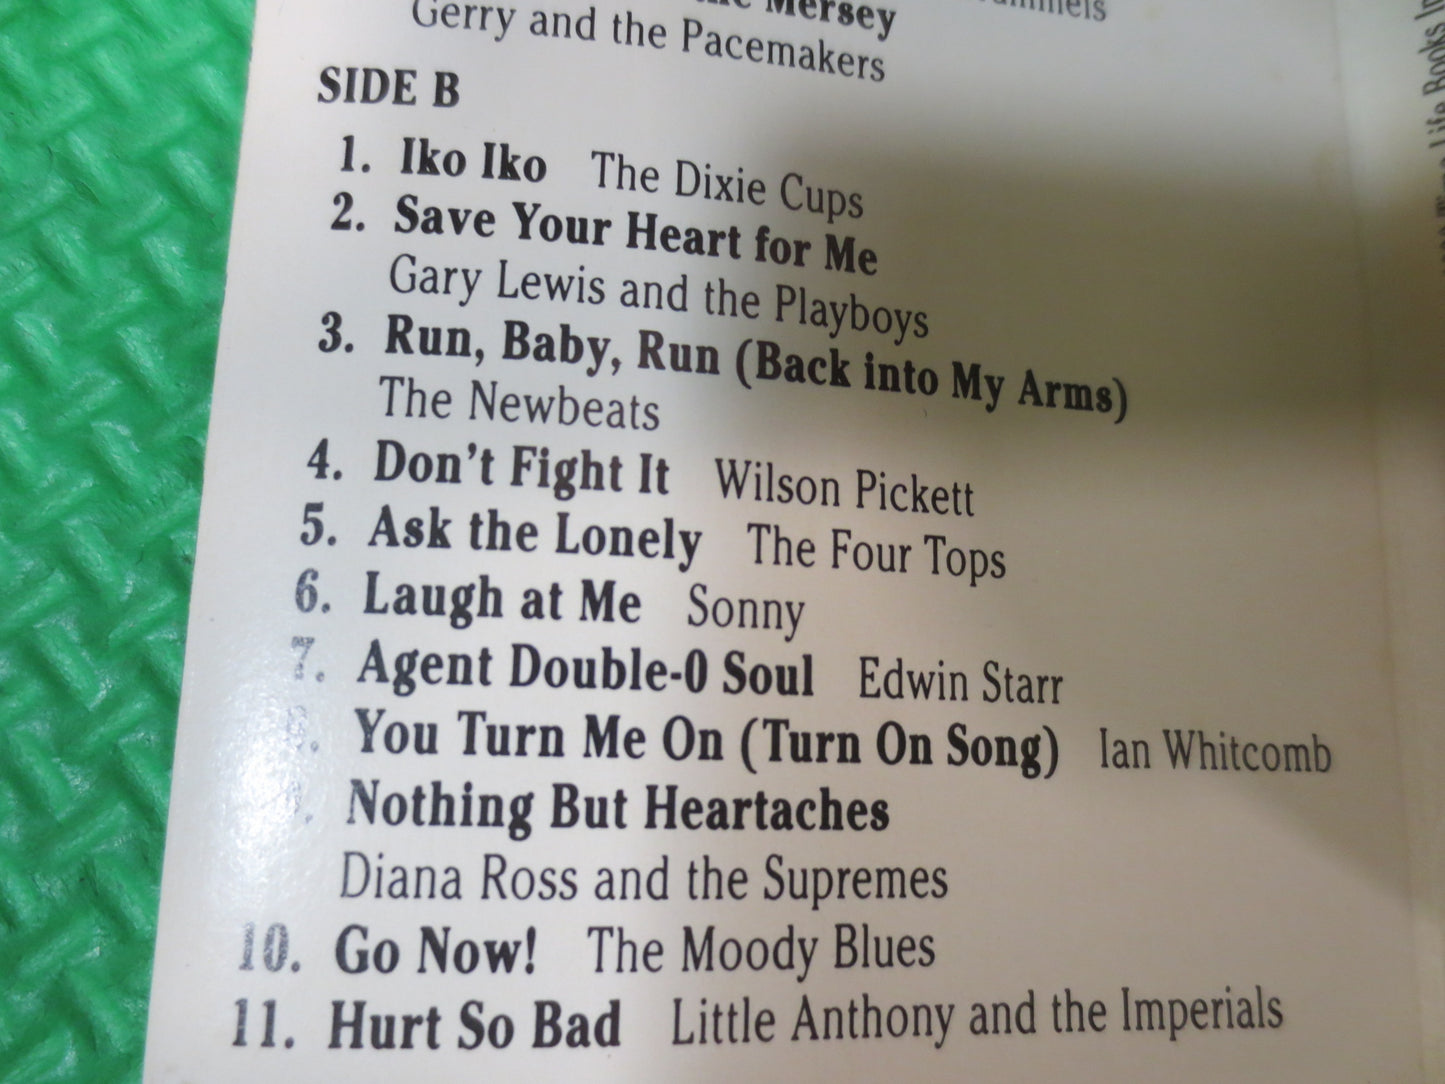 Mersey
Gerry and the Pacemakers
SIDE B
1. Iko Iko The Dixie Cups
2. Save Your Heart for Me
Gary Lewis and the Playboys
3. Run, Baby, Run (Back into My Arms)
The Newbeats
4. Don't Fight It Wilson Pickett
5. Ask the Lonely The Four Tops
6. Laugh at Me Sonny
7. Agent Double-0 Soul Edwin Starr
8. You Turn Me On (Turn On Song) Ian Whitcomb
Nothing But Heartaches
Diana Ross and the Supremes
10. Go Now! The Moody Blues
11. Hurt So Bad Little Anthony and the Imperials
Life Books